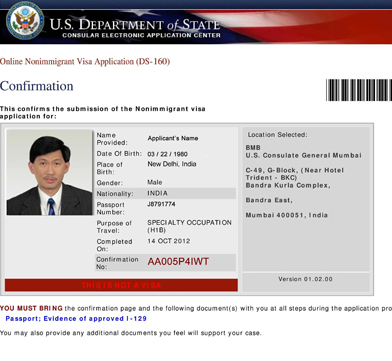 U.S. DEPARTMENT of STATE
CONSULAR ELECTRONIC APPLICATION CENTER
Online Nonimmigrant Visa Application (DS-160)
Confirmation
This confirms the submission of the Nonimmigrant visa
application for:
Name
Provided:
Applicant's Name
Date Of Birth: 03 / 22 / 1980
Place of
Birth:
New Delhi, India
Gender: Male
Nationality: INDIA
Passport
Number:
J8791774
Purpose of
Travel:
SPECIALTY OCCUPATION
(H1B)
Completed
On:
14 OCT 2012
Confirmation
No:
AA005P4IWT
THIS IS NOT A VISA
Location Selected:
BMB
U.S. Consulate General Mumbai
C-49, G-Block, (Near Hotel
Trident - BKC)
Bandra Kurla Complex,
Bandra East,
Mumbai 400051, India
Version 01.02.00
YOU MUST BRING the confirmation page and the following document(s) with you at all steps during the application pro
Passport; Evidence of approved I-129
You may also provide any additional documents you feel will support your case.